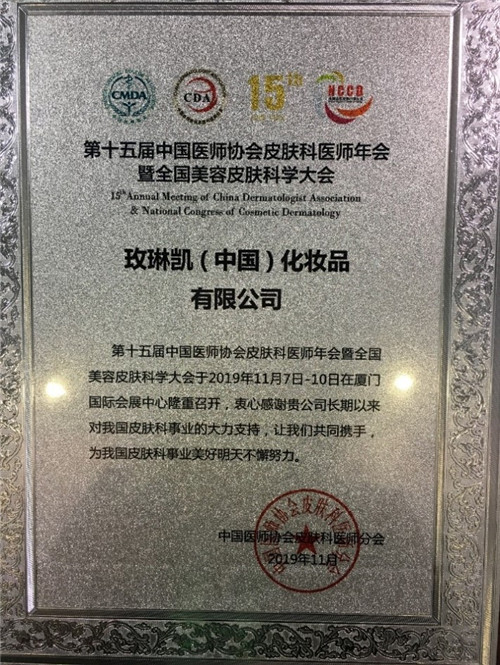 CMDA
CDA
15TH
NCCD
第十五届中国医师协会皮肤科医师年会
暨全国美容皮肤科学大会
15th Annual Meeting of China Dermatologist Association
& National Congress of Cosmetic Dermatology
玫琳凯（中国）化妆品
有限公司
第十五届中国医师协会皮肤科医师年会暨全国
美容皮肤科学大会于2019年11月7日-10日在厦门
国际会展中心隆重召开，衷心感谢贵公司长期以来
对我国皮肤科事业的大力支持，让我们共同携手，
为我国皮肤科事业美好明天不懈努力。
中国医师协会皮肤科医师分会
2019年11月